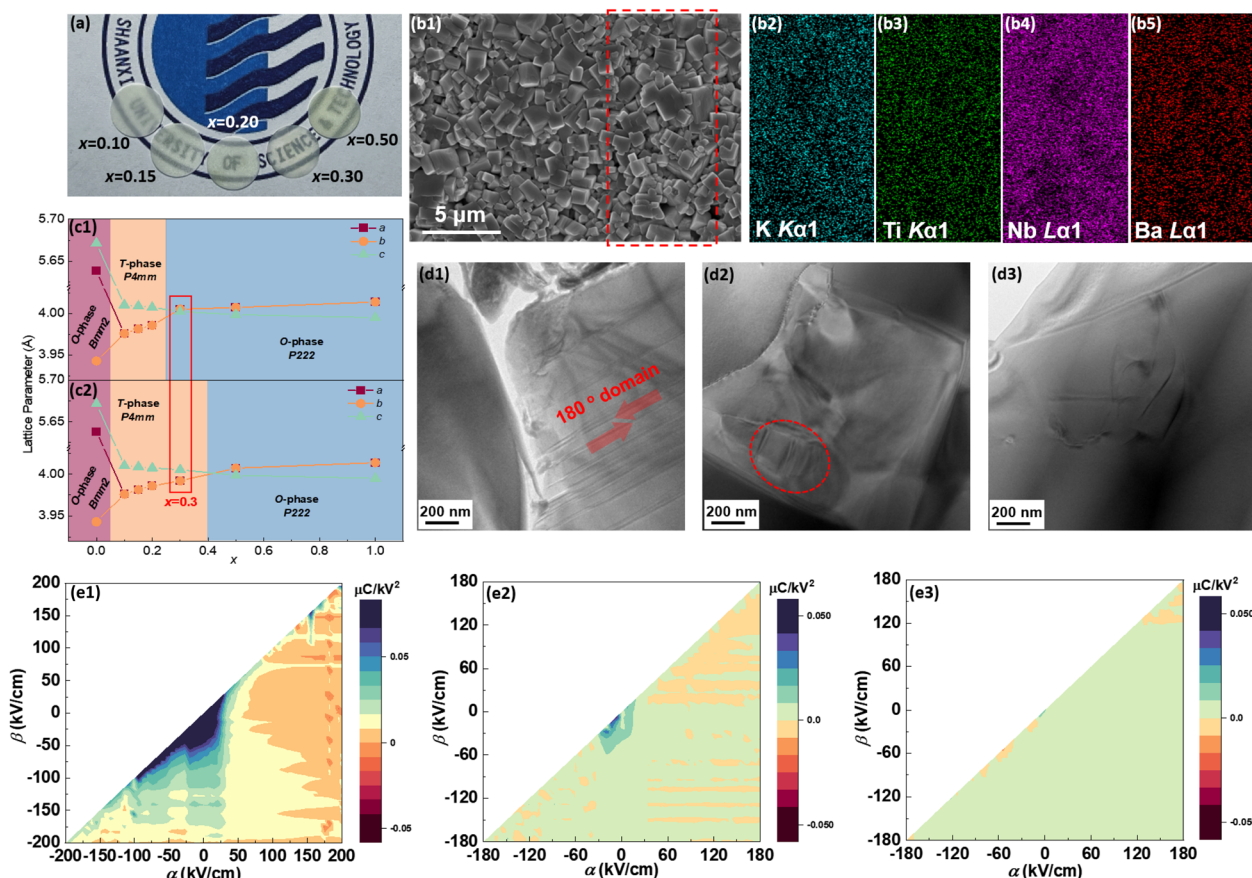 (a)
SHAANXI UNIVERSITY OF SCIENCE & TECHNOLOGY
x=0.10
x=0.15
x=0.20
x=0.30
x=0.50
(b1)
5 μm
(b2)
K Kα1
(b3)
Ti Kα1
(b4)
Nb Lα1
(b5)
Ba Lα1
(c1)
5.70
5.65
4.00
3.95
O-phase
Bmm2
T-phase
P4mm
O-phase
P222
a
b
c
Lattice Parameter (Å)
(c2)
5.70
5.65
4.00
3.95
O-phase
Bmm2
T-phase
P4mm
O-phase
P222
a
b
c
x=0.3
0.0 0.2 0.4 0.6 0.8 1.0
x
(d1)
180 º domain
200 nm
(d2)
200 nm
(d3)
200 nm
(e1)
μC/kV²
200
150
100
50
0
-50
-100
-150
-200
-200 -150 -100 -50 0 50 100 150 200
β (kV/cm)
α (kV/cm)
0.05
0
-0.05
(e2)
μC/kV²
180
120
60
0
-60
-120
-180
-180 -120 -60 0 60 120 180
β (kV/cm)
α (kV/cm)
0.050
0.0
-0.050
(e3)
μC/kV²
180
120
60
0
-60
-120
-180
-180 -120 -60 0 60 120 180
β (kV/cm)
α (kV/cm)
0.050
0.0
-0.050